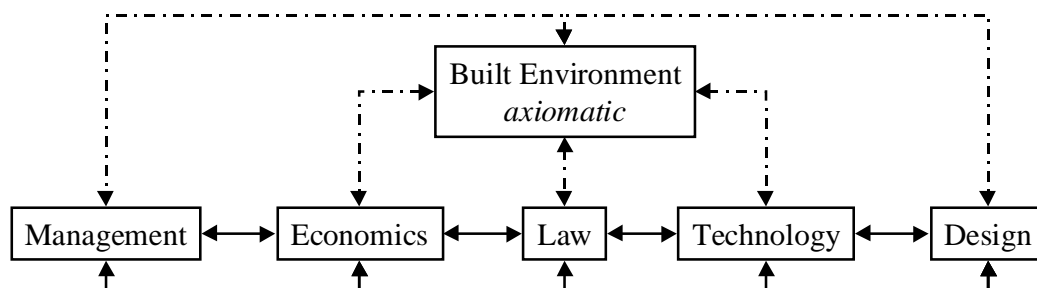 Built Environment
axiomatic
Management
Economics
Law
Technology
Design